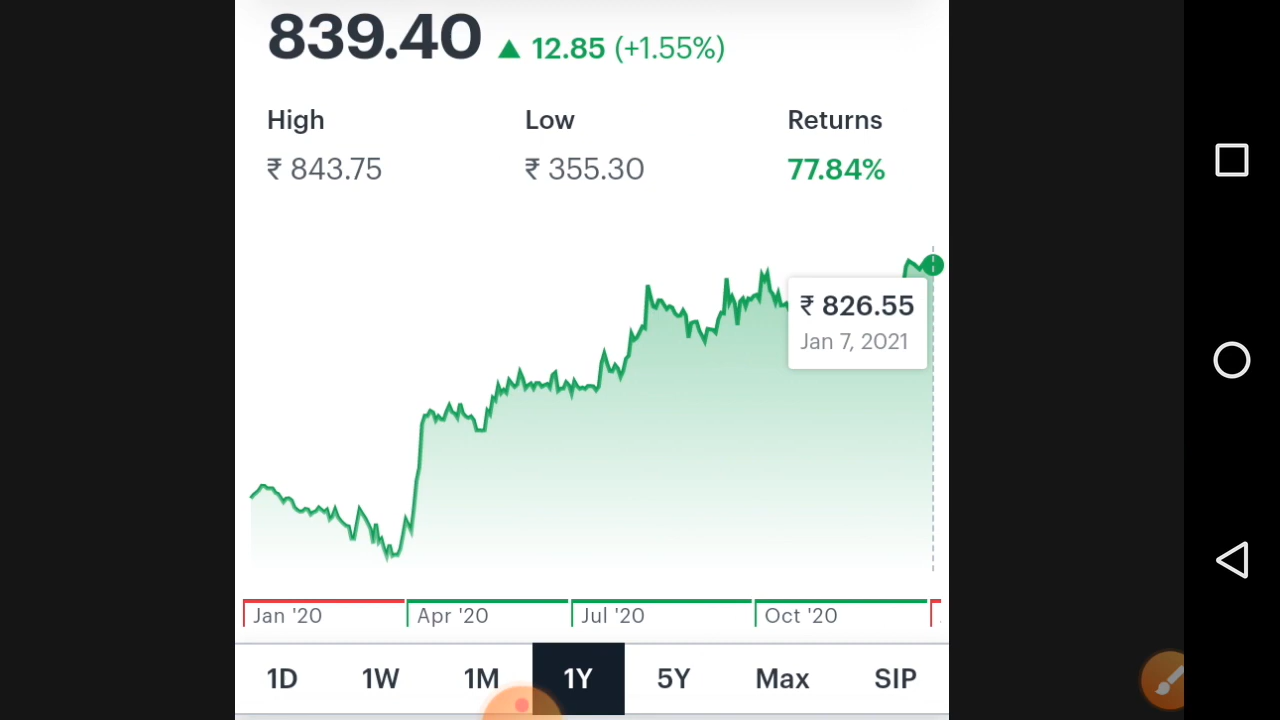 839.40 ▲ 12.85 (+1.55%)
High Low Returns
₹ 843.75 ₹ 355.30 77.84%
₹ 826.55
Jan 7, 2021
Jan '20 Apr '20 Jul '20 Oct '20
1D 1W 1M 1Y 5Y Max SIP